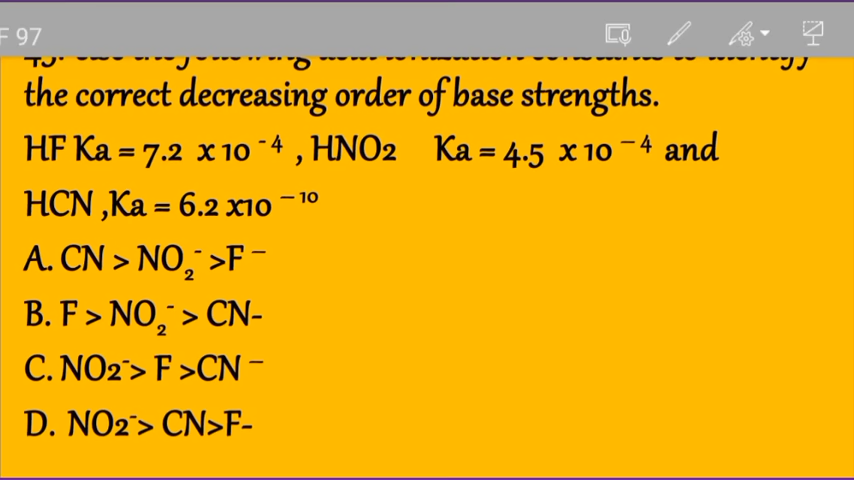 F 97
the correct decreasing order of base strengths.
HF Ka = 7.2 x 10 ⁻⁴ , HNO2 Ka = 4.5 x 10 ⁻⁴ and
HCN ,Ka = 6.2 x10 ⁻¹⁰
A. CN > NO₂⁻ >F ⁻
B. F > NO₂⁻ > CN-
C. NO2⁻> F >CN ⁻
D. NO2⁻> CN>F-